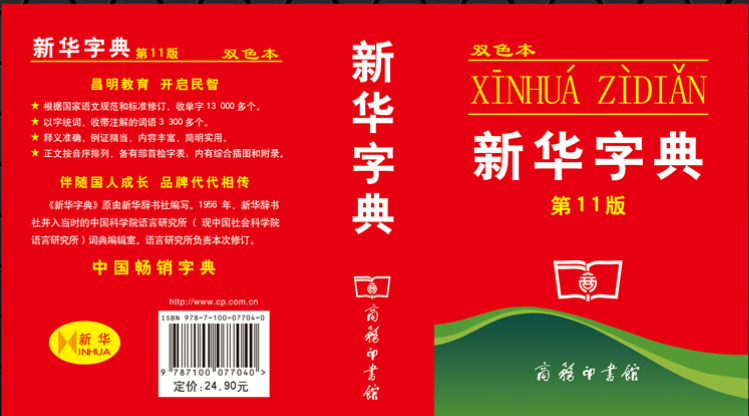 新华字典 第11版 双色本
昌明教育 开启民智
★ 根据国家语文规范和标准修订，收单字 13 000 多个。
★ 以字统词，收带注解的词语 3 300 多个。
★ 释义准确，例证精当，内容丰富，简明实用。
★ 正文按音序排列，备有部首检字表；内有综合插图和附录。
伴随国人成长 品牌代代相传
《新华字典》原由新华辞书社编写。1956 年，新华辞书
社并入当时的中国科学院语言研究所（ 现中国社会科学院
语言研究所）词典编辑室。语言研究所负责本次修订。
中国畅销字典
http://www.cp.com.cn
ISBN 978-7-100-07704-0
9 787100 077040 >
定价: 24.90元
新华
XINHUA
新华字典
商務印書館
双色本
XĪNHUÁ ZÌDIǍN
新华字典
第11版
商務印書館